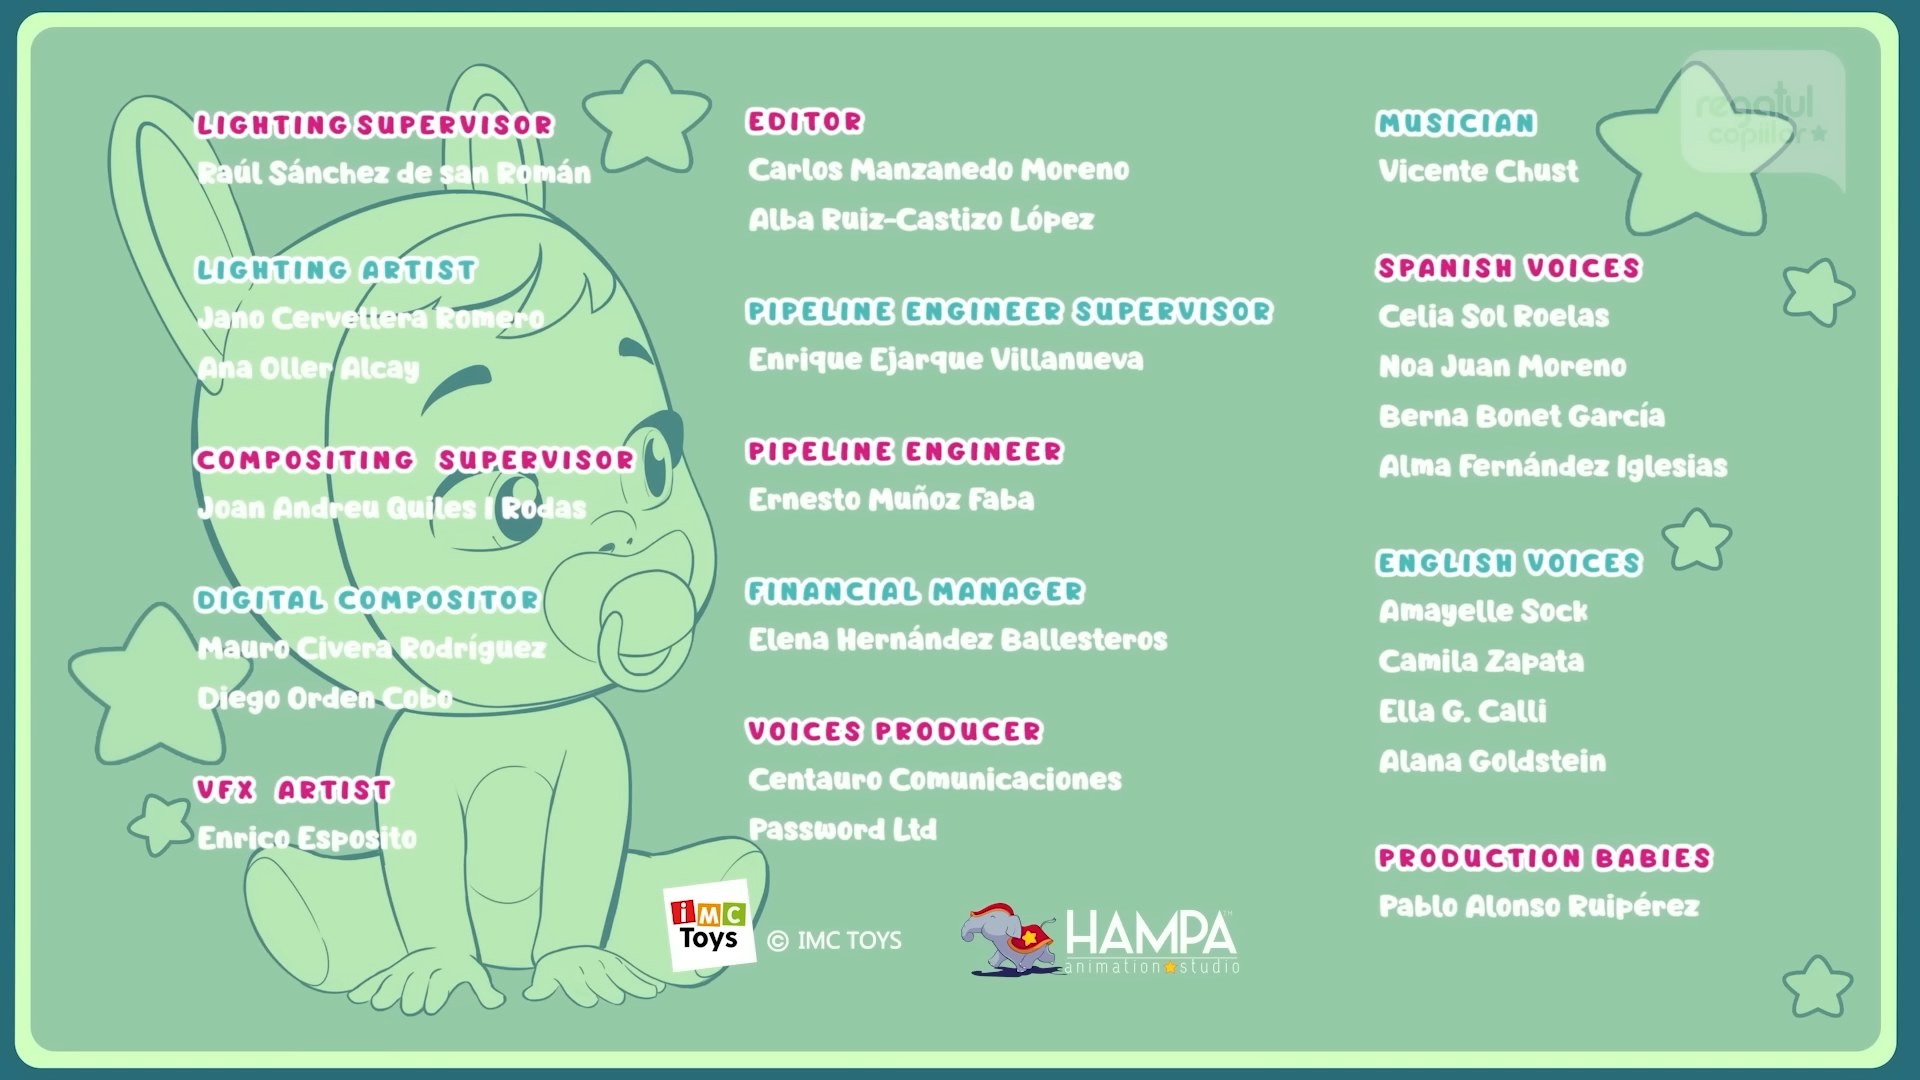 LIGHTING SUPERVISOR
Raúl Sánchez de san Román
LIGHTING ARTIST
Jano Cervellera Romero
Ana Oller Alcay
COMPOSITING SUPERVISOR
Joan Andreu Quiles I Rodas
DIGITAL COMPOSITOR
Mauro Civera Rodríguez
Diego Orden Cobo
VFX ARTIST
Enrico Esposito
EDITOR
Carlos Manzanedo Moreno
Alba Ruiz-Castizo López
PIPELINE ENGINEER SUPERVISOR
Enrique Ejarque Villanueva
PIPELINE ENGINEER
Ernesto Muñoz Faba
FINANCIAL MANAGER
Elena Hernández Ballesteros
VOICES PRODUCER
Centauro Comunicaciones
Password Ltd
MUSICIAN
Vicente Chust
SPANISH VOICES
Celia Sol Roelas
Noa Juan Moreno
Berna Bonet García
Alma Fernández Iglesias
ENGLISH VOICES
Amayelle Sock
Camila Zapata
Ella G. Calli
Alana Goldstein
PRODUCTION BABIES
Pablo Alonso Ruipérez
iMC
Toys
© IMC TOYS
HAMPA™
animation studio
regatul
copiilor